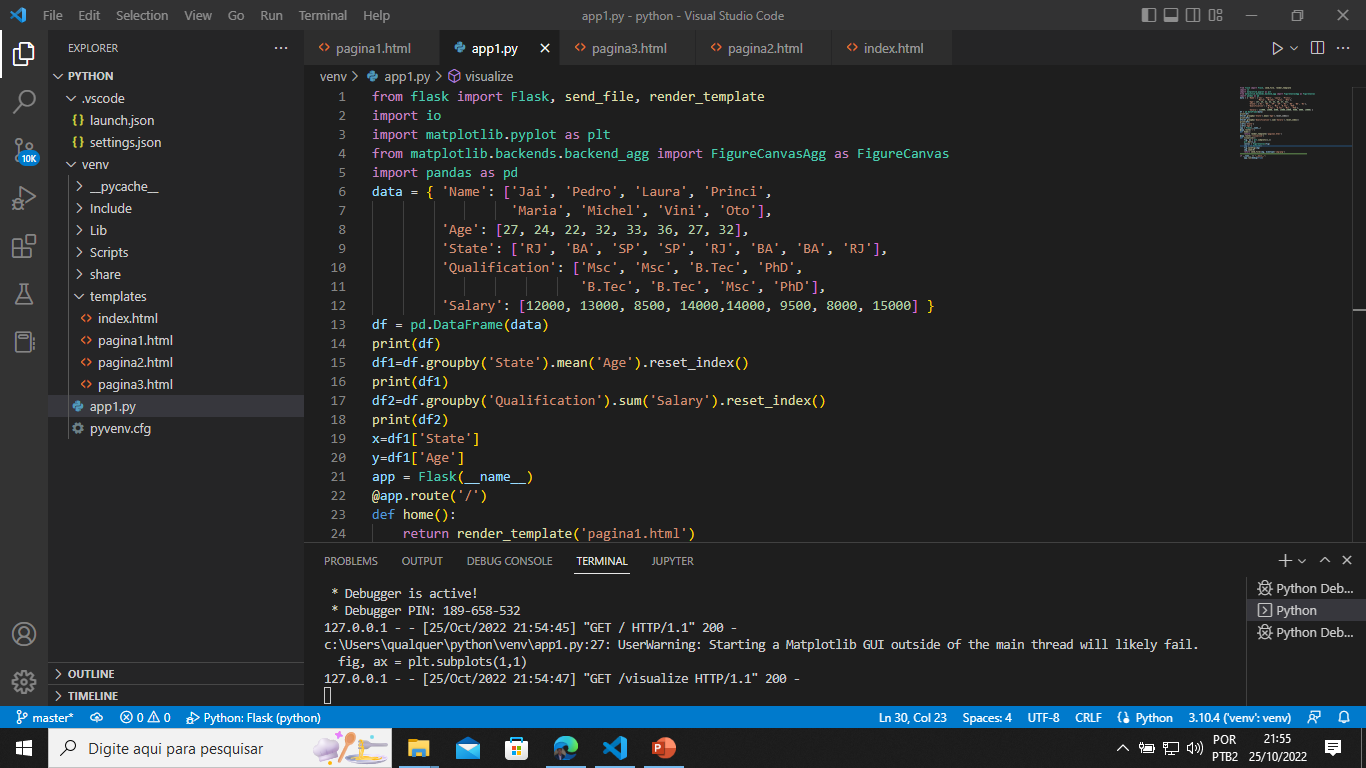 File Edit Selection View Go Run Terminal Help app1.py - python - Visual Studio Code
EXPLORER
PYTHON
.vscode
launch.json
settings.json
venv
__pycache__
Include
Lib
Scripts
share
templates
index.html
pagina1.html
pagina2.html
pagina3.html
app1.py
pyvenv.cfg
OUTLINE
TIMELINE
10K
pagina1.html app1.py pagina3.html pagina2.html index.html
venv > app1.py > visualize
1 from flask import Flask, send_file, render_template
2 import io
3 import matplotlib.pyplot as plt
4 from matplotlib.backends.backend_agg import FigureCanvasAgg as FigureCanvas
5 import pandas as pd
6 data = { 'Name': ['Jai', 'Pedro', 'Laura', 'Princi',
7 'Maria', 'Michel', 'Vini', 'Oto'],
8 'Age': [27, 24, 22, 32, 33, 36, 27, 32],
9 'State': ['RJ', 'BA', 'SP', 'SP', 'RJ', 'BA', 'BA', 'RJ'],
10 'Qualification': ['Msc', 'Msc', 'B.Tec', 'PhD',
11 'B.Tec', 'B.Tec', 'Msc', 'PhD'],
12 'Salary': [12000, 13000, 8500, 14000,14000, 9500, 8000, 15000] }
13 df = pd.DataFrame(data)
14 print(df)
15 df1=df.groupby('State').mean('Age').reset_index()
16 print(df1)
17 df2=df.groupby('Qualification').sum('Salary').reset_index()
18 print(df2)
19 x=df1['State']
20 y=df1['Age']
21 app = Flask(__name__)
22 @app.route('/')
23 def home():
24 return render_template('pagina1.html')
PROBLEMS OUTPUT DEBUG CONSOLE TERMINAL JUPYTER
* Debugger is active!
* Debugger PIN: 189-658-532
127.0.0.1 - - [25/Oct/2022 21:54:45] "GET / HTTP/1.1" 200 -
c:\Users\qualquer\python\venv\app1.py:27: UserWarning: Starting a Matplotlib GUI outside of the main thread will likely fail.
fig, ax = plt.subplots(1,1)
127.0.0.1 - - [25/Oct/2022 21:54:47] "GET /visualize HTTP/1.1" 200 -
Python Deb...
Python
Python Deb...
master* 0 0 Python: Flask (python) Ln 30, Col 23 Spaces: 4 UTF-8 CRLF Python 3.10.4 ('venv': venv)
Digite aqui para pesquisar
POR
PTB2
21:55
25/10/2022